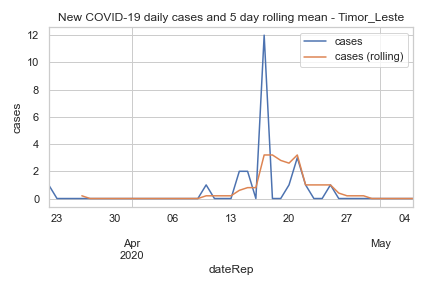 New COVID-19 daily cases and 5 day rolling mean - Timor_Leste
cases
cases (rolling)
12
10
8
6
4
2
0
cases
23
30
06
13
20
27
04
Apr
2020
May
dateRep